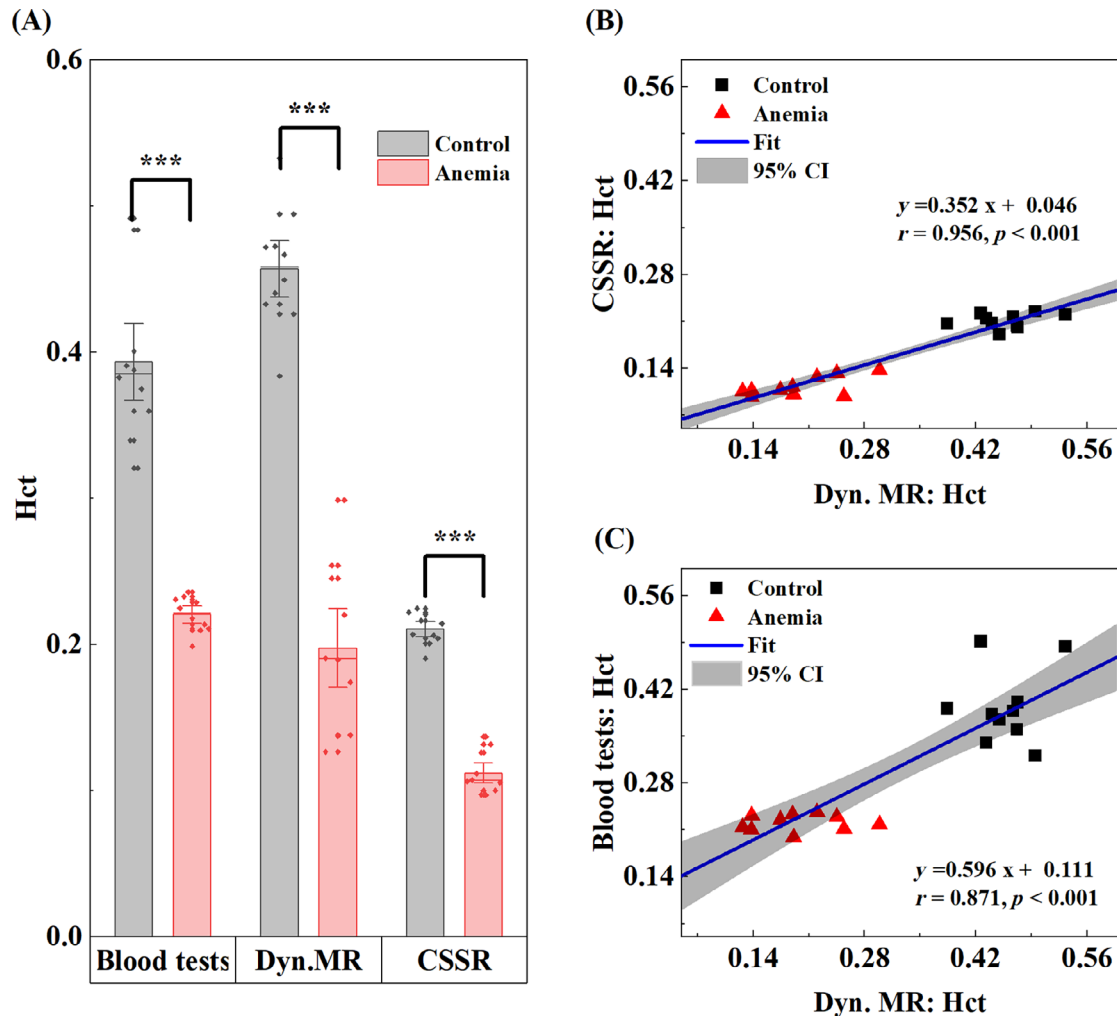 (A)
0.6
0.4
0.2
0.0
Hct
***
***
***
Control
Anemia
Blood tests
Dyn.MR
CSSR
(B)
0.56
0.42
0.28
0.14
CSSR: Hct
Control
Anemia
Fit
95% CI
y =0.352 x + 0.046
r = 0.956, p < 0.001
0.14 0.28 0.42 0.56
Dyn. MR: Hct
(C)
0.56
0.42
0.28
0.14
Blood tests: Hct
Control
Anemia
Fit
95% CI
y =0.596 x + 0.111
r = 0.871, p < 0.001
0.14 0.28 0.42 0.56
Dyn. MR: Hct